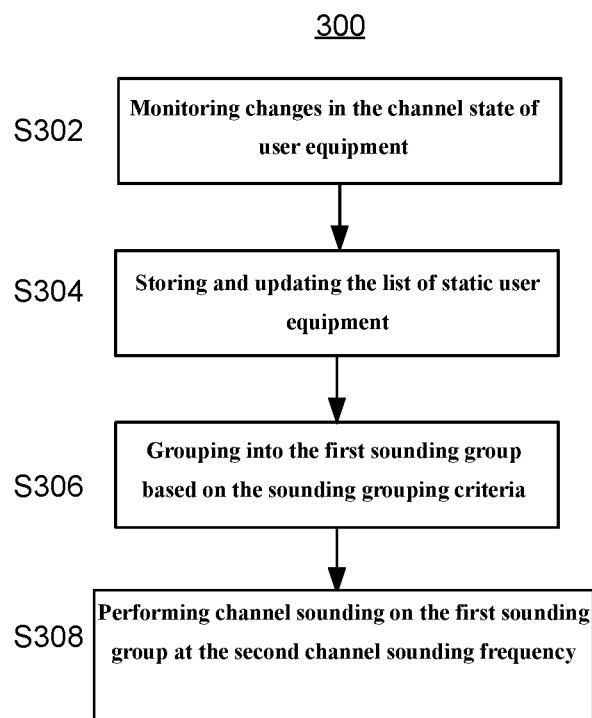 300
S302
Monitoring changes in the channel state of
user equipment
S304
Storing and updating the list of static user
equipment
S306
Grouping into the first sounding group
based on the sounding grouping criteria
S308
Performing channel sounding on the first sounding
group at the second channel sounding frequency